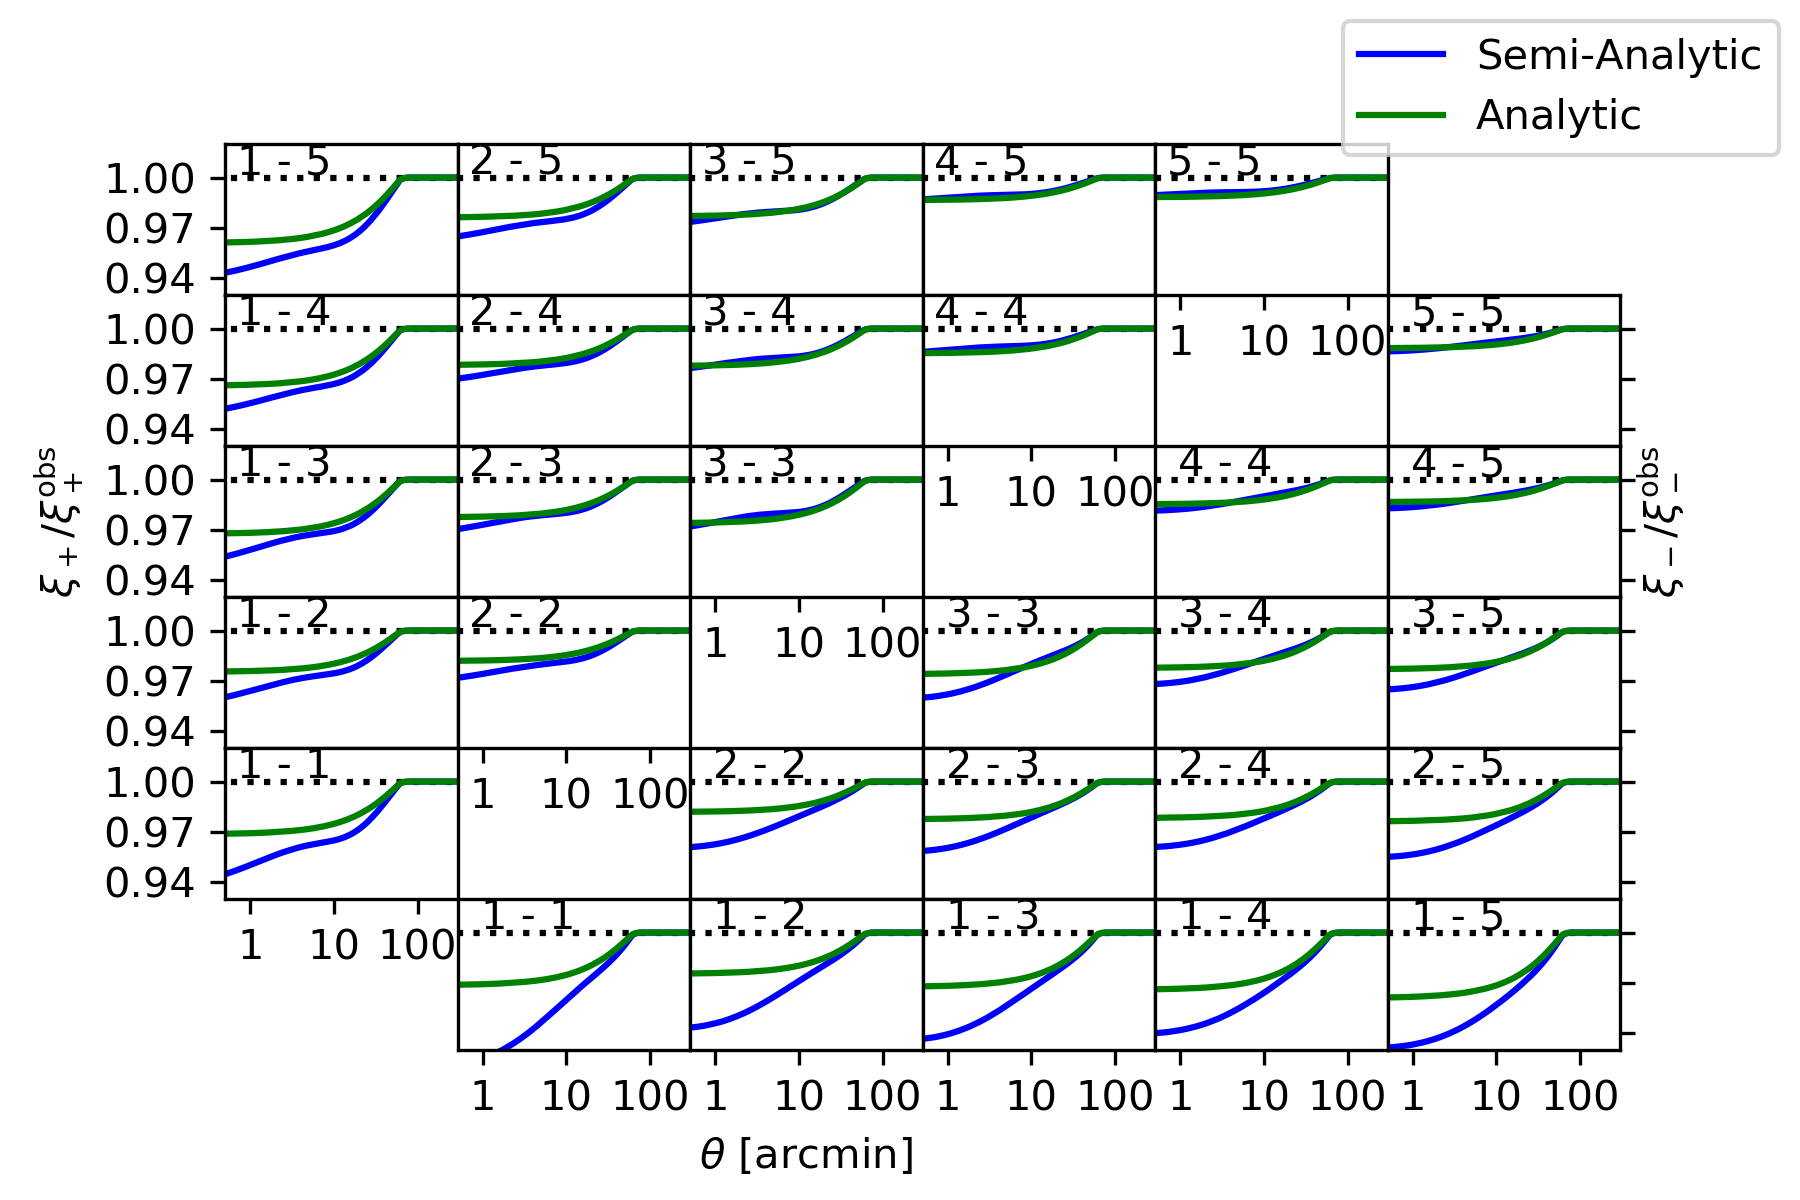 Semi-Analytic
Analytic
1 - 5 2 - 5 3 - 5 4 - 5 5 - 5
1.00
0.97
0.94
1 - 4 2 - 4 3 - 4 4 - 4 5 - 5
1.00 1 10 100
0.97
0.94
1 - 3 2 - 3 3 - 3 4 - 4 4 - 5
1.00 1 10 100
0.97
0.94
ξ+/ξ+obs
ξ−/ξ−obs
1 - 2 2 - 2 3 - 3 3 - 4 3 - 5
1.00 1 10 100
0.97
0.94
1 - 1 2 - 2 2 - 3 2 - 4 2 - 5
1.00 1 10 100
0.97
0.94
1 - 1 1 - 2 1 - 3 1 - 4 1 - 5
1 10 100
1 10 100 1 10 100 1 10 100 1 10 100 1 10 100
θ [arcmin]